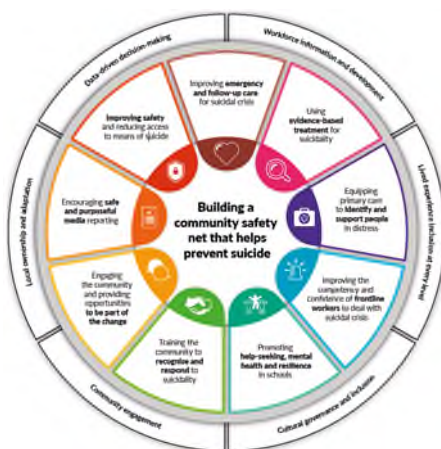 Data-driven decision-making
Workforce information and development
Lived experience inclusion at every level
Cultural governance and inclusion
Community engagement
Local ownership and adaptation
Improving emergency
and follow-up care
for suicidal crisis
Using
evidence-based
treatment for
suicidality
Equipping
primary care
to identify and
support people
in distress
Improving the
competency and
confidence of frontline
workers to deal with
suicidal crisis
Promoting
help-seeking, mental
health and resilience
in schools
Training the
community to
recognise and
respond to
suicidality
Engaging
the community
and providing
opportunities
to be part of
the change
Encouraging safe
and purposeful
media reporting
Improving safety
and reducing access
to means of suicide
Building a
community safety
net that helps
prevent suicide